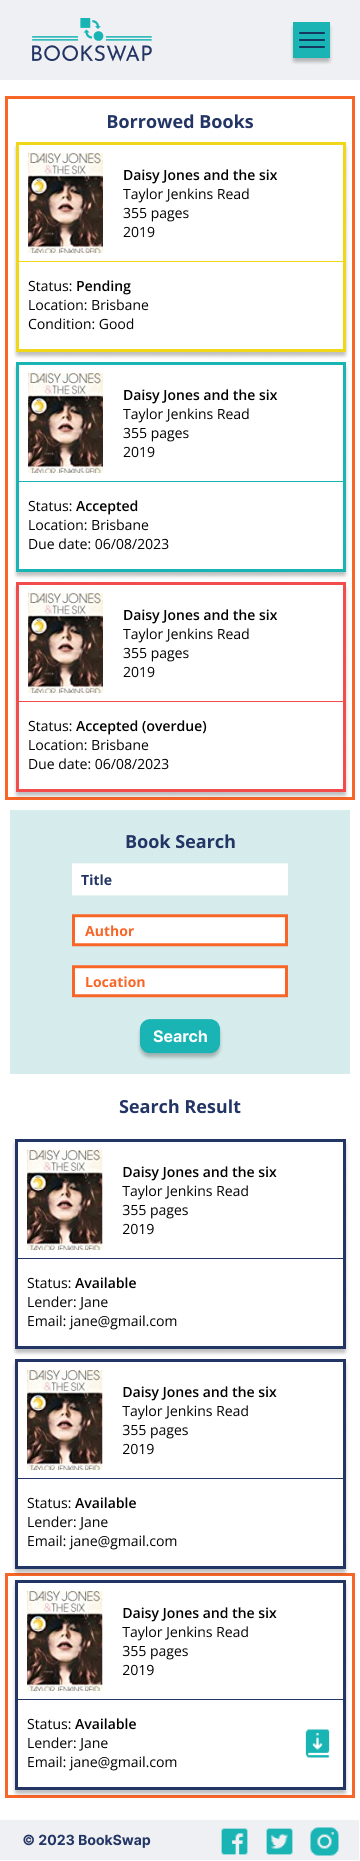 BOOKSWAP
Borrowed Books
DAISY JONES
& THE SIX
TAYLOR JENKINS REID
Daisy Jones and the six
Taylor Jenkins Read
355 pages
2019
Status: Pending
Location: Brisbane
Condition: Good
DAISY JONES
& THE SIX
TAYLOR JENKINS REID
Daisy Jones and the six
Taylor Jenkins Read
355 pages
2019
Status: Accepted
Location: Brisbane
Due date: 06/08/2023
DAISY JONES
& THE SIX
TAYLOR JENKINS REID
Daisy Jones and the six
Taylor Jenkins Read
355 pages
2019
Status: Accepted (overdue)
Location: Brisbane
Due date: 06/08/2023
Book Search
Title
Author
Location
Search
Search Result
DAISY JONES
& THE SIX
TAYLOR JENKINS REID
Daisy Jones and the six
Taylor Jenkins Read
355 pages
2019
Status: Available
Lender: Jane
Email: jane@gmail.com
DAISY JONES
& THE SIX
TAYLOR JENKINS REID
Daisy Jones and the six
Taylor Jenkins Read
355 pages
2019
Status: Available
Lender: Jane
Email: jane@gmail.com
DAISY JONES
& THE SIX
TAYLOR JENKINS REID
Daisy Jones and the six
Taylor Jenkins Read
355 pages
2019
Status: Available
Lender: Jane
Email: jane@gmail.com
© 2023 BookSwap